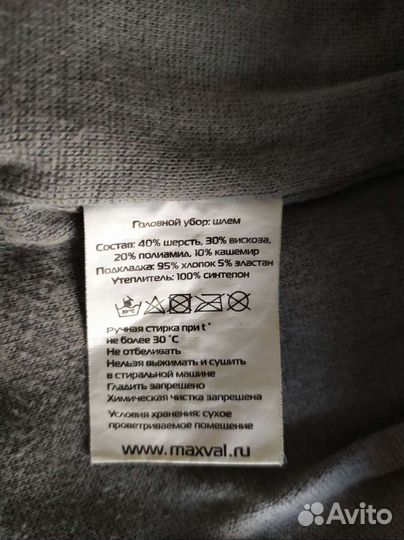 Головной убор: шлем
Состав: 40% шерсть, 30% вискоза,
20% полиамид, 10% кашемир
Подкладка: 95% хлопок 5% эластан
Утеплитель: 100% синтепон
30°C
Ручная стирка при t°
не более 30 °C
Не отбеливать
Нельзя выжимать и сушить
в стиральной машине
Гладить запрещено
Химическая чистка запрещена
Условия хранения: сухое
проветриваемое помещение
www.maxval.ru
Avito